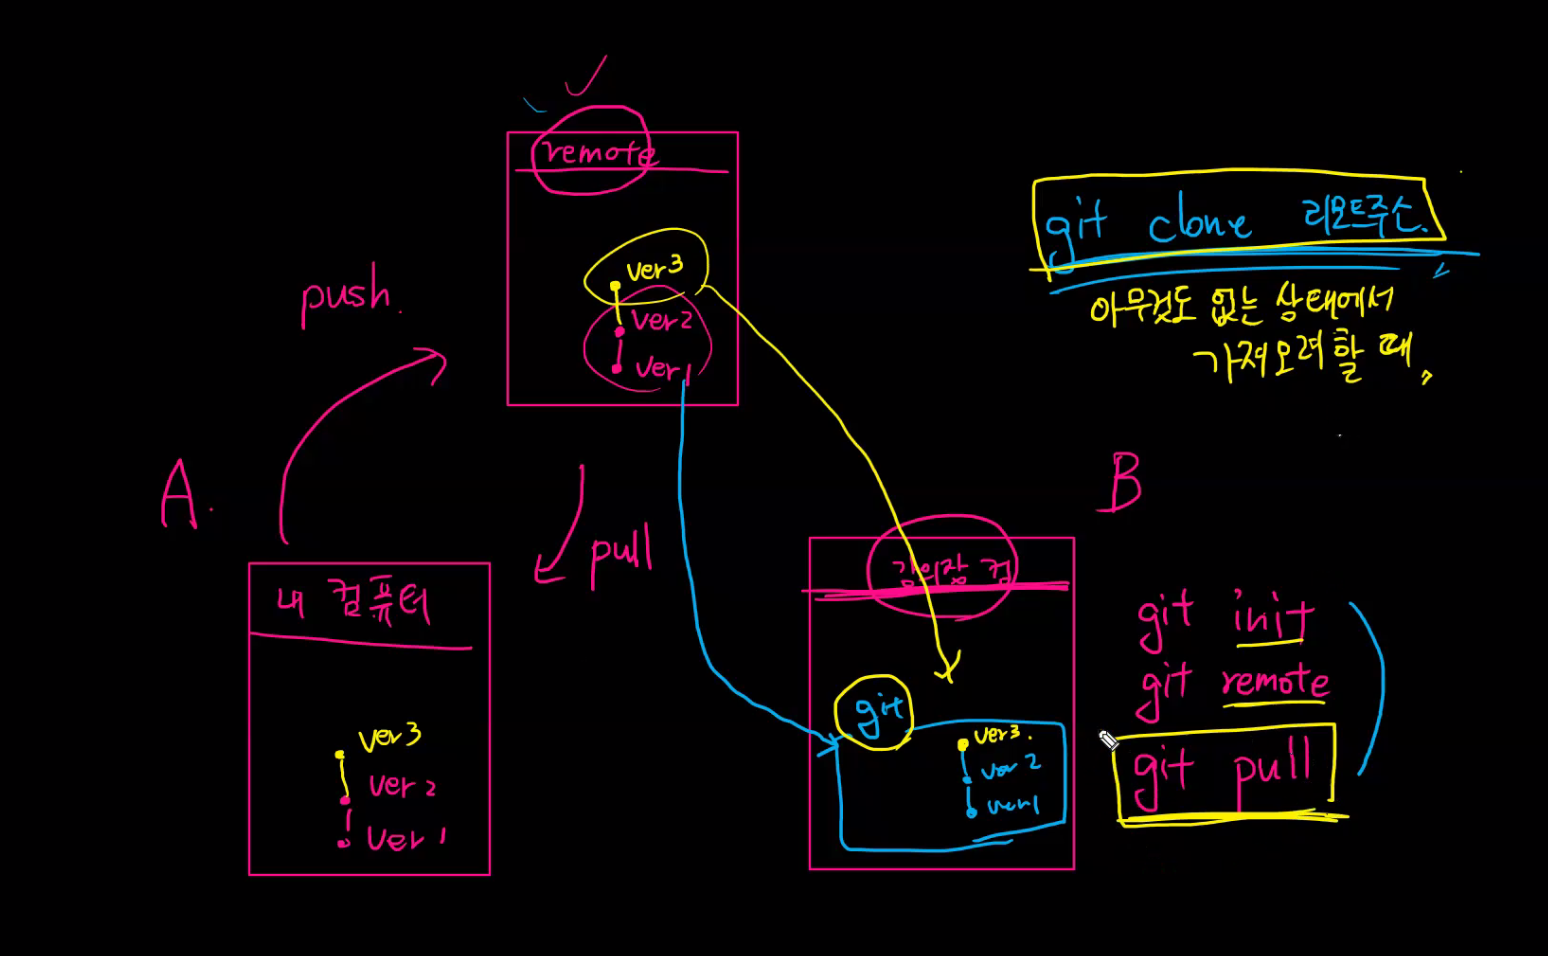 remote
ver3
ver2
ver1
git clone 리모트주소.
아무것도 없는 상태에서
가져오려 할 때,
push.
pull
A.
내 컴퓨터
ver3
ver2
ver1
B
강의장 컴
git
ver3.
ver2
ver1
git init
git remote
git pull